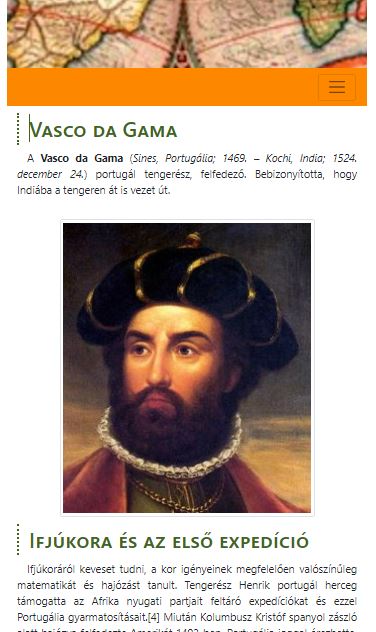 Vasco da Gama
A Vasco da Gama (Sines, Portugália; 1469. – Kochi, India; 1524.
december 24.) portugál tengerész, felfedező. Bebizonyította, hogy
Indiába a tengeren át is vezet út.
Ifjúkora és az első expedíció
Ifjúkoráról keveset tudni, a kor igényeinek megfelelően valószínűleg
matematikát és hajózást tanult. Tengerész Henrik portugál herceg
támogatta az Afrika nyugati partjait feltáró expedíciókat és ezzel
Portugália gyarmatosításait.[4] Miután Kolumbusz Kristóf spanyol zászló